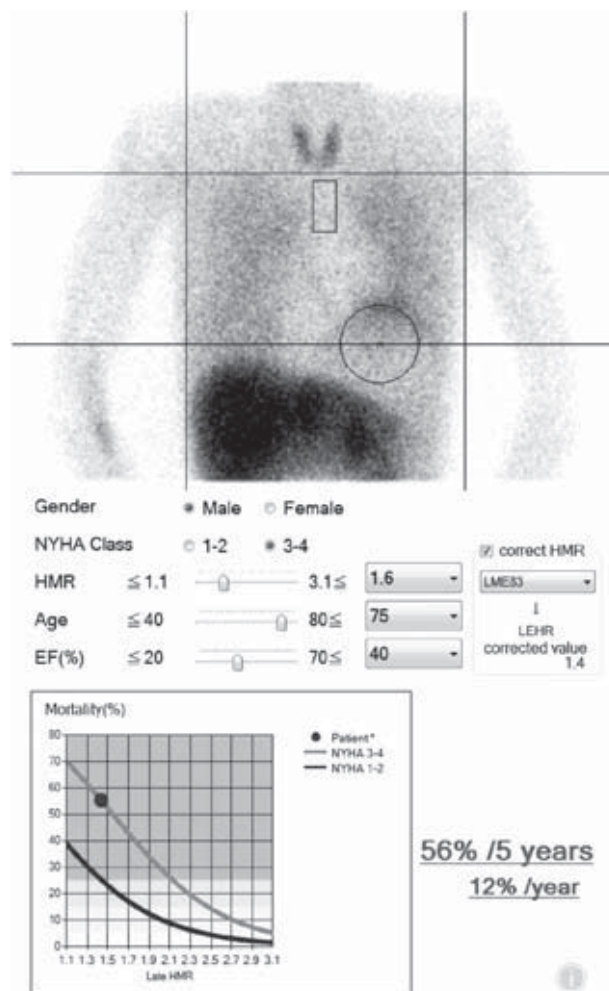 Gender Male Female
NYHA Class 1-2 3-4
correct HMR
HMR ≦1.1 3.1≦ 1.6
LME83
Age ≦40 80≦ 75
LEHR
corrected value
1.4
EF(%) ≦20 70≦ 40
Mortality(%)
80
70
60
50
40
30
20
10
0
1.1 1.3 1.5 1.7 1.9 2.1 2.3 2.5 2.7 2.9 3.1
Late HMR
Patient*
NYHA 3-4
NYHA 1-2
56% /5 years
12% /year
i